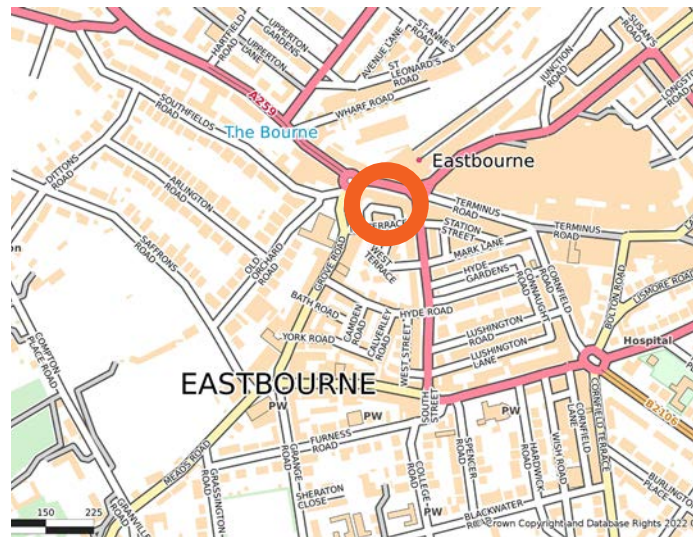 HARTFIELD
ROAD
UPPERTON
GARDENS
UPPERTON
LANE
AVENUE LANE
ST-ANNE'S
ROAD
ST
LEONARD'S
ROAD
SUSAN'S
ROAD
JUNCTION
ROAD
A259
WHARF ROAD
SOUTHFIELDS
ROAD
The Bourne
Eastbourne
DITTONS
ROAD
ARLINGTON
ROAD
TERMINUS
ROAD
STATION
STREET
TERMINUS
ROAD
TERRACE
WEST
TERRACE
MARK LANE
SAFFRONS
ROAD
OLD
ORCHARD
ROAD
GROVE ROAD
HYDE
GARDENS
CONNAUGHT
ROAD
CORNFIELD
ROAD
BOLTON ROAD
LISMORE ROAD
BATH ROAD
CAMDEN
ROAD
CALVERLEY
ROAD
HYDE ROAD
WEST STREET
LUSHINGTON
ROAD
LUSHINGTON
LANE
YORK ROAD
Hospital
COMPTON
PLACE ROAD
EASTBOURNE
PW
PW
PW
SOUTH
STREET
CORNFIELD TERRACE
B2106
MEADS ROAD
FURNESS ROAD
GRASSINGTON
ROAD
GRANGE
ROAD
COLLEGE
ROAD
SPENCER
ROAD
HARDWICK
ROAD
WISH ROAD
CORNFIELD
LANE
BURLINGTON
PLACE
SHERATON
CLOSE
GRANVILLE
ROAD
PW
BLACKWATER
150 225
© Crown Copyright and Database Rights 2022